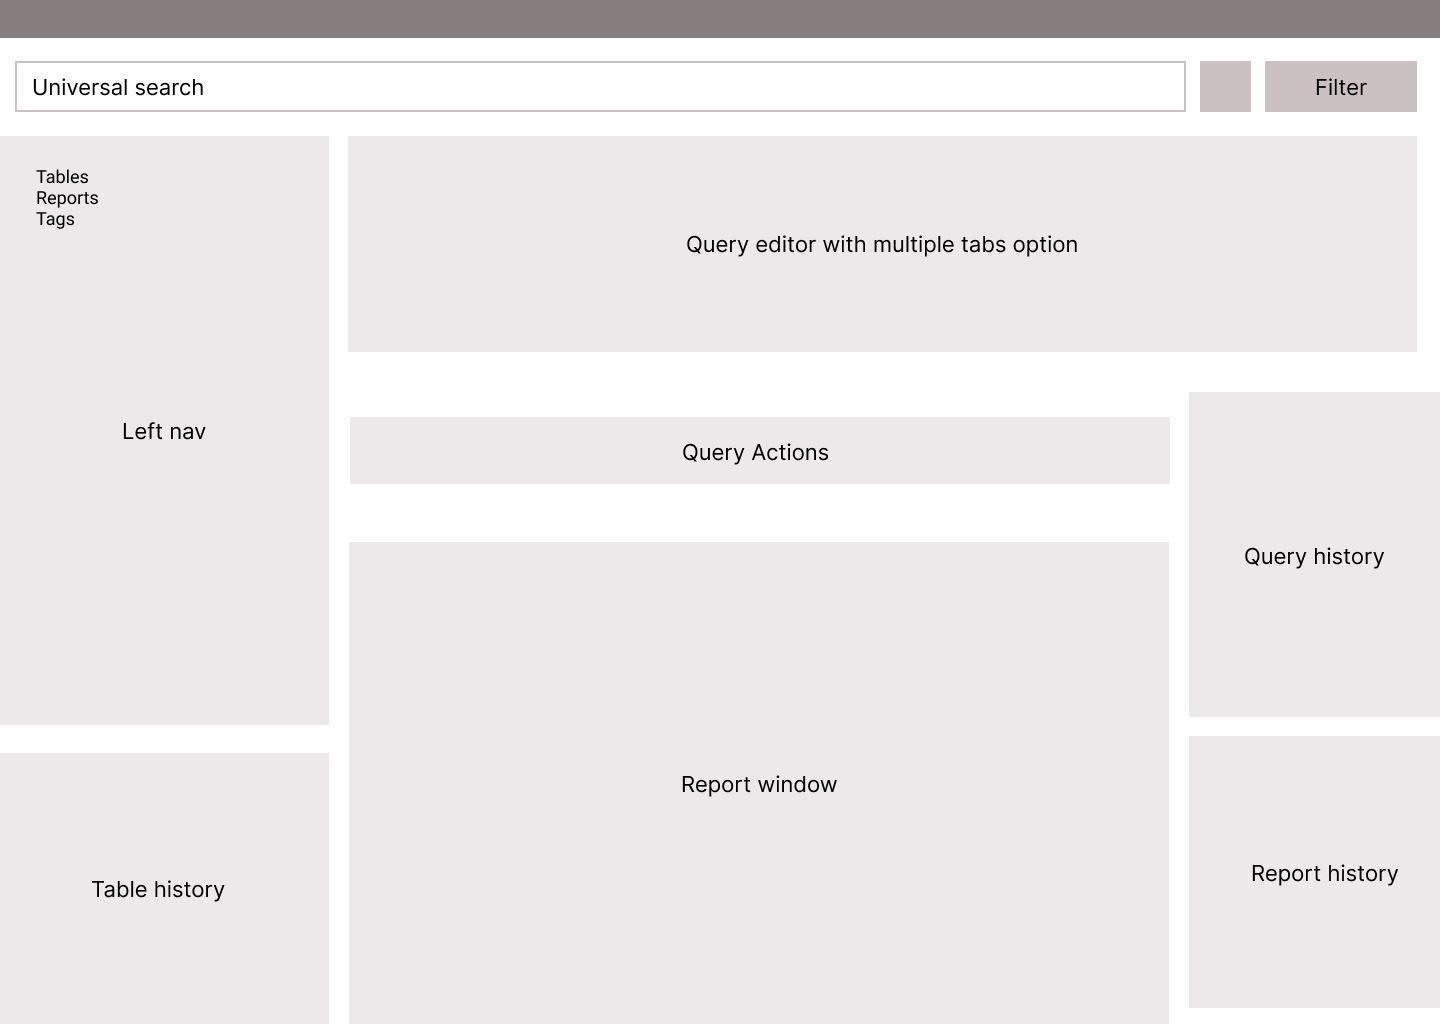 Universal search
Filter
Tables
Reports
Tags
Query editor with multiple tabs option
Left nav
Query Actions
Query history
Report window
Report history
Table history